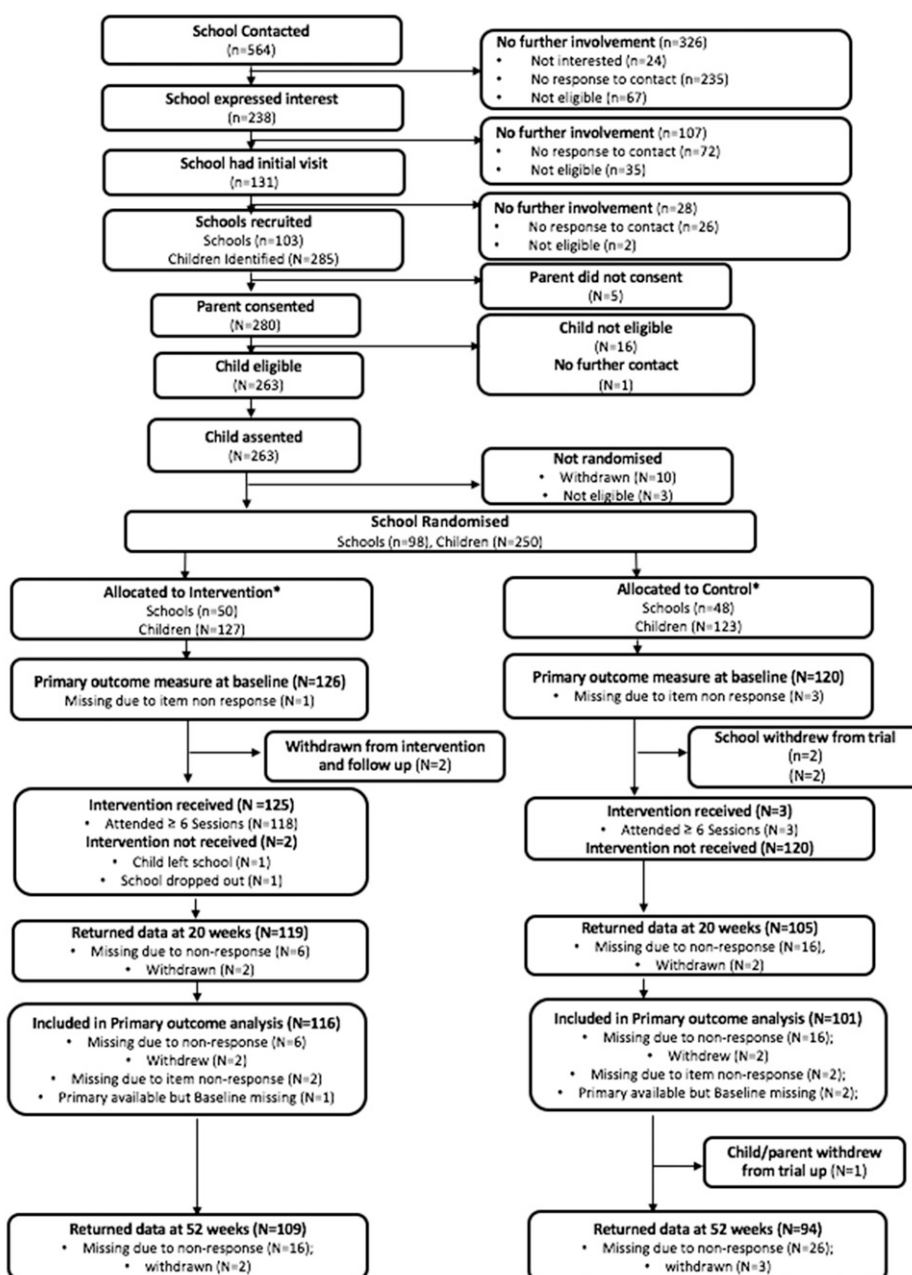 School Contacted
(n=564)
No further involvement (n=326)
• Not interested (n=24)
• No response to contact (n=235)
• Not eligible (n=67)
School expressed interest
(n=238)
No further involvement (n=107)
• No response to contact (n=72)
• Not eligible (n=35)
School had initial visit
(n=131)
No further involvement (n=28)
• No response to contact (n=26)
• Not eligible (n=2)
Schools recruited
Schools (n=103)
Children Identified (N=285)
Parent did not consent
(N=5)
Parent consented
(N=280)
Child not eligible
(N=16)
No further contact
(N=1)
Child eligible
(N=263)
Child assented
(N=263)
Not randomised
• Withdrawn (N=10)
• Not eligible (N=3)
School Randomised
Schools (n=98), Children (N=250)
Allocated to Intervention*
Schools (n=50)
Children (N=127)
Allocated to Control*
Schools (n=48)
Children (N=123)
Primary outcome measure at baseline (N=126)
Missing due to item non response (N=1)
Primary outcome measure at baseline (N=120)
• Missing due to item non response (N=3)
Withdrawn from intervention
and follow up (N=2)
School withdrew from trial
(n=2)
(N=2)
Intervention received (N =125)
• Attended ≥ 6 Sessions (N=118)
Intervention not received (N=2)
• Child left school (N=1)
• School dropped out (N=1)
Intervention received (N=3)
• Attended ≥ 6 Sessions (N=3)
Intervention not received (N=120)
Returned data at 20 weeks (N=119)
• Missing due to non-response (N=6)
• Withdrawn (N=2)
Returned data at 20 weeks (N=105)
• Missing due to non-response (N=16),
• Withdrawn (N=2)
Included in Primary outcome analysis (N=116)
• Missing due to non-response (N=6)
• Withdrew (N=2)
• Missing due to item non-response (N=2)
• Primary available but Baseline missing (N=1)
Included in Primary outcome analysis (N=101)
• Missing due to non-response (N=16);
• Withdrew (N=2)
• Missing due to item non-response (N=2);
• Primary available but Baseline missing (N=2);
Child/parent withdrew
from trial up (N=1)
Returned data at 52 weeks (N=109)
• Missing due to non-response (N=16);
• withdrawn (N=2)
Returned data at 52 weeks (N=94)
• Missing due to non-response (N=26);
• withdrawn (N=3)